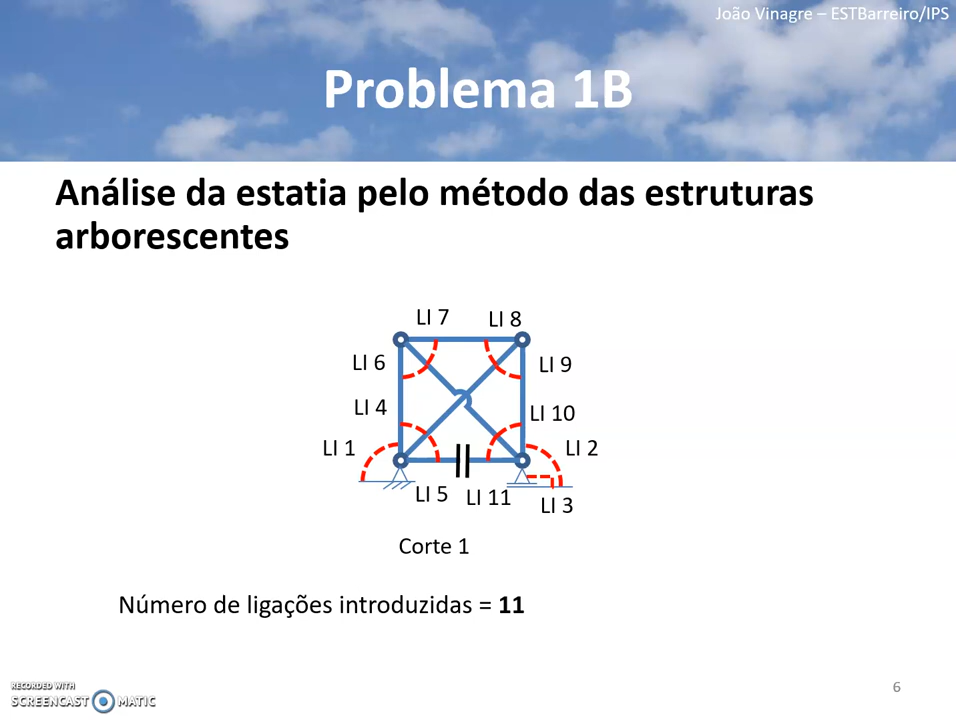 João Vinagre – ESTBarreiro/IPS
Problema 1B
Análise da estatia pelo método das estruturas
arborescentes
LI 7
LI 8
LI 6
LI 9
LI 4
LI 10
LI 1
LI 2
LI 5
LI 11
LI 3
Corte 1
Número de ligações introduzidas = 11
RECORDED WITH
SCREENCAST MATIC
6